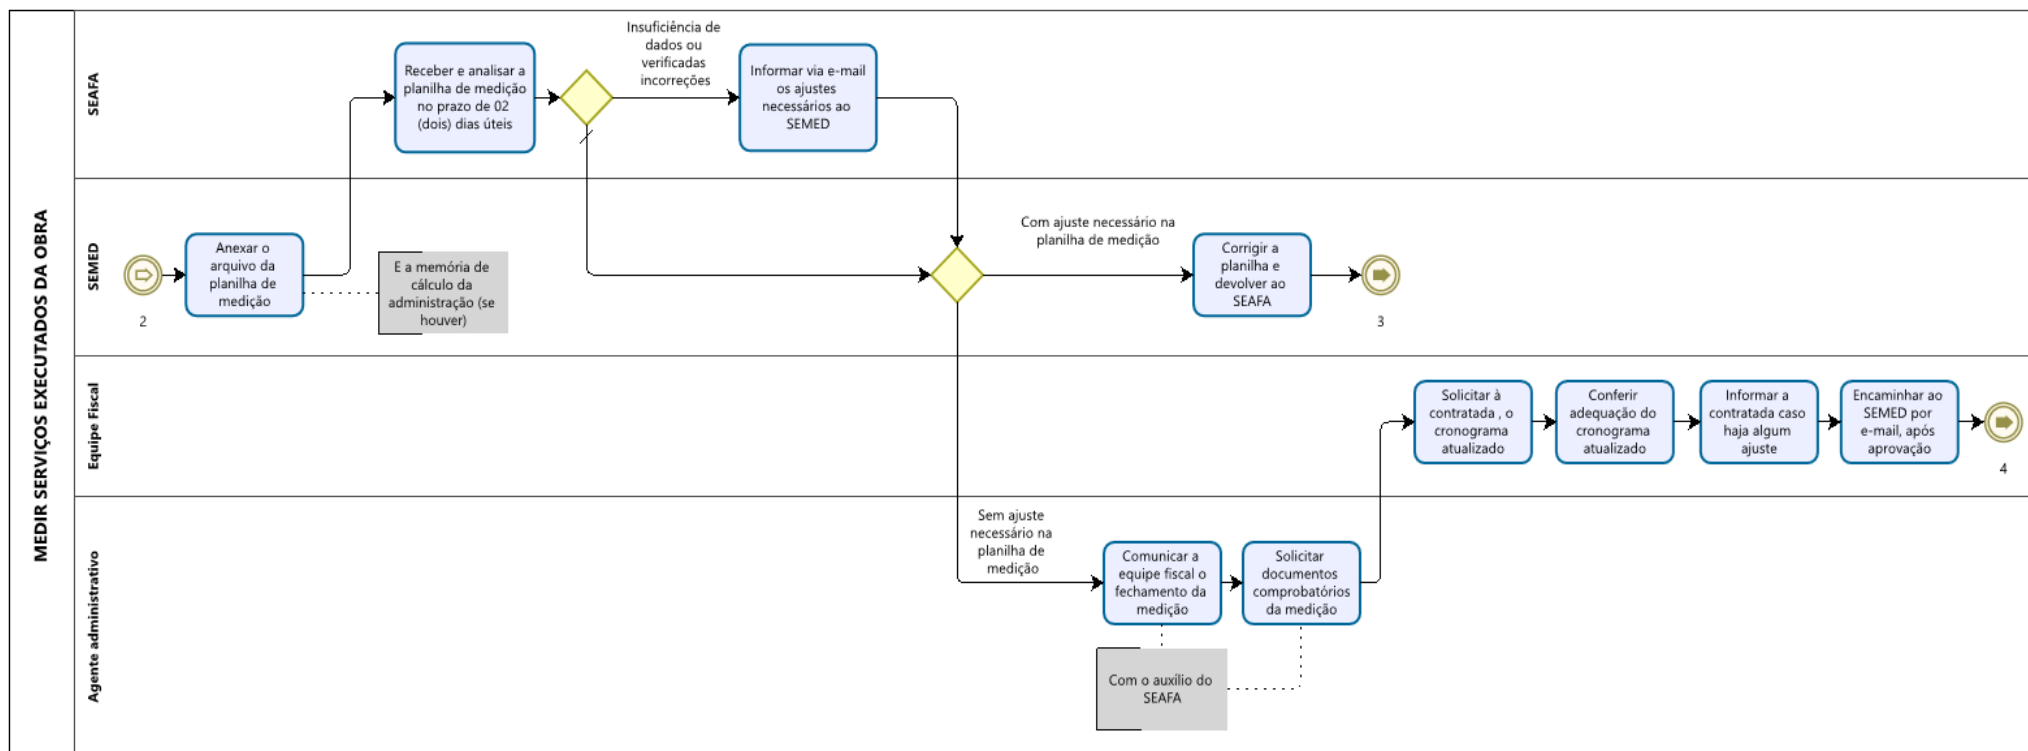 MEDIR SERVIÇOS EXECUTADOS DA OBRA
SEAFA
Receber e analisar a
planilha de medição
no prazo de 02
(dois) dias úteis
Insuficiência de
dados ou
verificadas
incorreções
Informar via e-mail
os ajustes
necessários ao
SEMED
SEMED
2
Anexar o
arquivo da
planilha de
medição
E a memória de
cálculo da
administração (se
houver)
Com ajuste necessário na
planilha de medição
Corrigir a
planilha e
devolver ao
SEAFA
3
Equipe Fiscal
Solicitar à
contratada , o
cronograma
atualizado
Conferir
adequação do
cronograma
atualizado
Informar a
contratada caso
haja algum
ajuste
Encaminhar ao
SEMED por
e-mail, após
aprovação
4
Agente administrativo
Sem ajuste
necessário na
planilha de
medição
Comunicar a
equipe fiscal o
fechamento da
medição
Solicitar
documentos
comprobatórios
da medição
Com o auxílio do
SEAFA